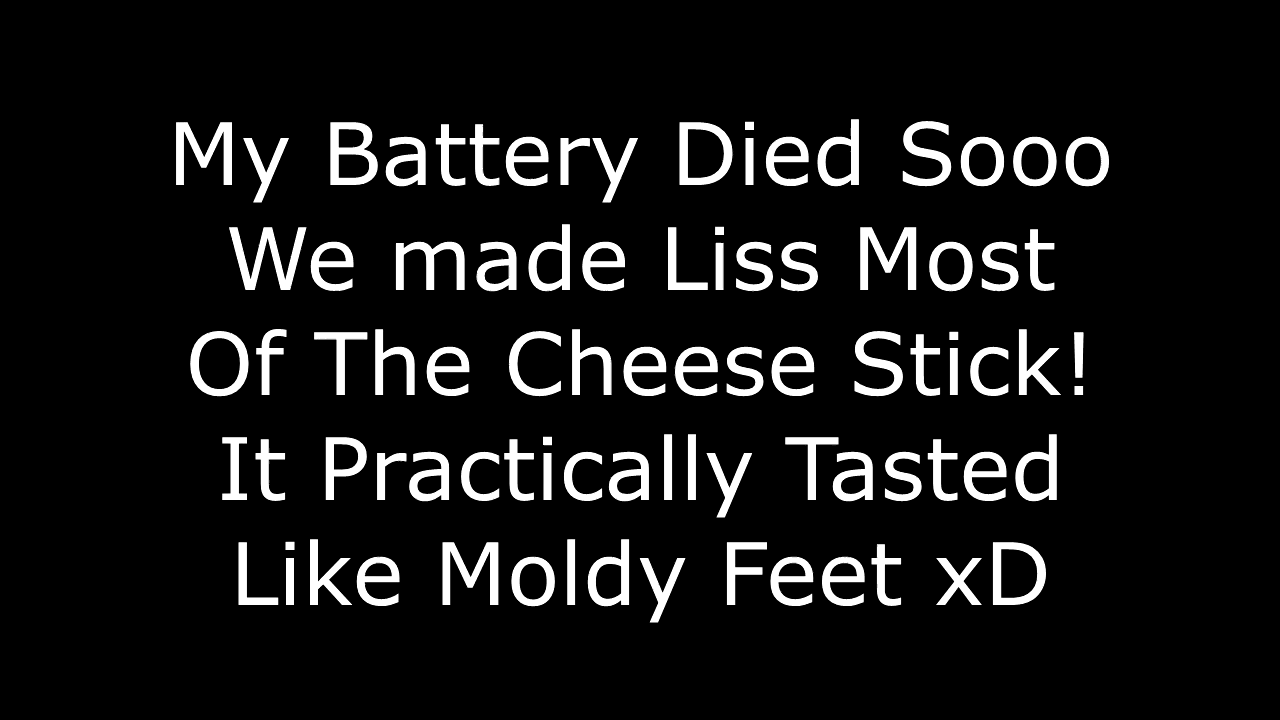 My Battery Died Sooo
We made Liss Most
Of The Cheese Stick!
It Practically Tasted
Like Moldy Feet xD